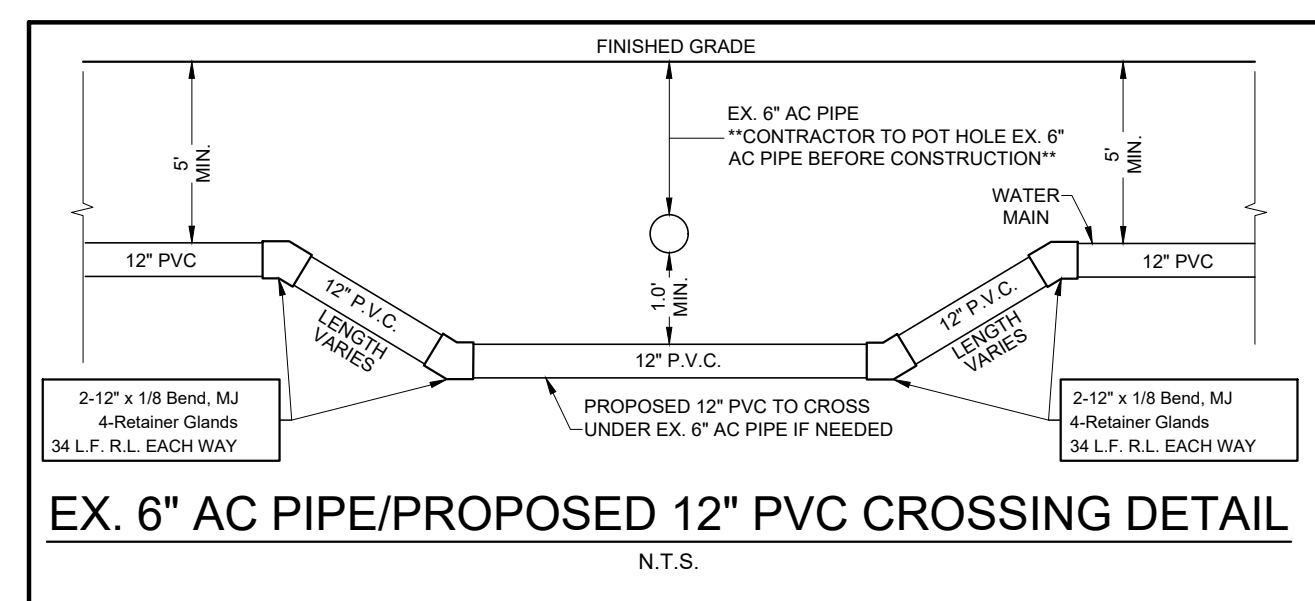 FINISHED GRADE
EX. 6" AC PIPE
**CONTRACTOR TO POT HOLE EX. 6"
AC PIPE BEFORE CONSTRUCTION**
5'
MIN.
5'
MIN.
WATER
MAIN
12" PVC
12" PVC
12" P.V.C.
LENGTH
VARIES
1.0'
MIN.
12" P.V.C.
LENGTH
VARIES
12" P.V.C.
2-12" x 1/8 Bend, MJ
4-Retainer Glands
34 L.F. R.L. EACH WAY
PROPOSED 12" PVC TO CROSS
UNDER EX. 6" AC PIPE IF NEEDED
2-12" x 1/8 Bend, MJ
4-Retainer Glands
34 L.F. R.L. EACH WAY
EX. 6" AC PIPE/PROPOSED 12" PVC CROSSING DETAIL
N.T.S.